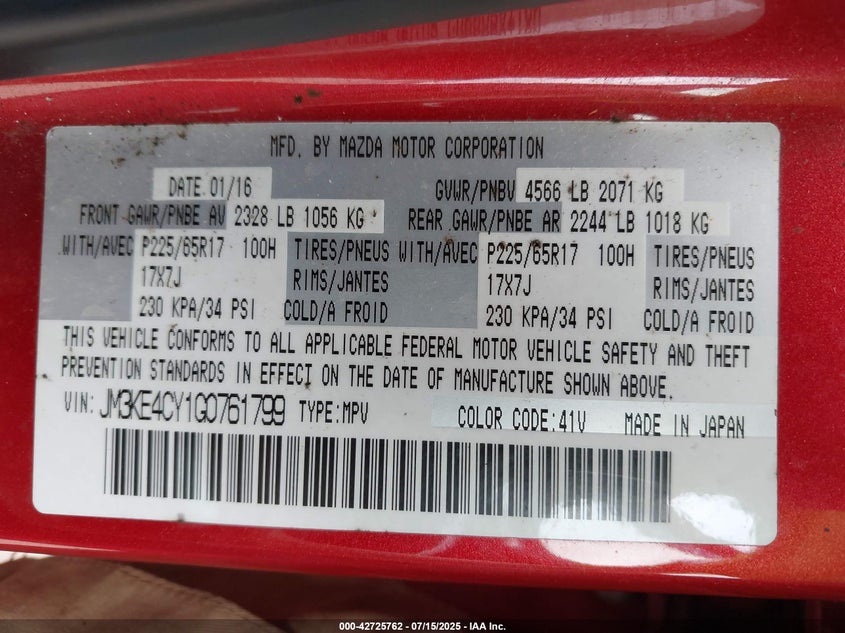 MFD. BY MAZDA MOTOR CORPORATION
DATE 01/16 GVWR/PNBV 4566 LB 2071 KG
FRONT GAWR/PNBE AV 2328 LB 1056 KG REAR GAWR/PNBE AR 2244 LB 1018 KG
WITH/AVEC P225/65R17 100H TIRES/PNEUS WITH/AVEC P225/65R17 100H TIRES/PNEUS
17X7J RIMS/JANTES 17X7J RIMS/JANTES
230 KPA/34 PSI COLD/A FROID 230 KPA/34 PSI COLD/A FROID
THIS VEHICLE CONFORMS TO ALL APPLICABLE FEDERAL MOTOR VEHICLE SAFETY AND THEFT
PREVENTION STANDARDS IN EFFECT ON THE DATE OF MANUFACTURE SHOWN ABOVE.
VIN: JM3KE4CY1G0761799 TYPE:MPV COLOR CODE:41V MADE IN JAPAN
000-42725762 - 07/15/2025 - IAA Inc.